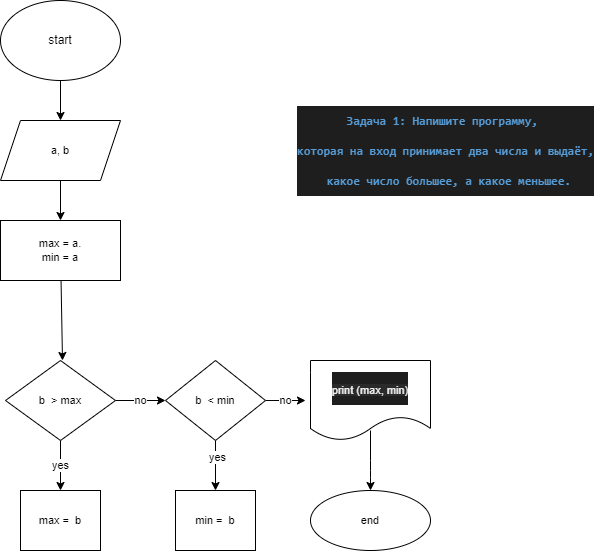 start
Задача 1: Напишите программу,
которая на вход принимает два числа и выдаёт,
какое число большее, а какое меньшее.
a, b
max = a.
min = a
b > max
no
b < min
no
print (max, min)
yes
yes
max = b
min = b
end